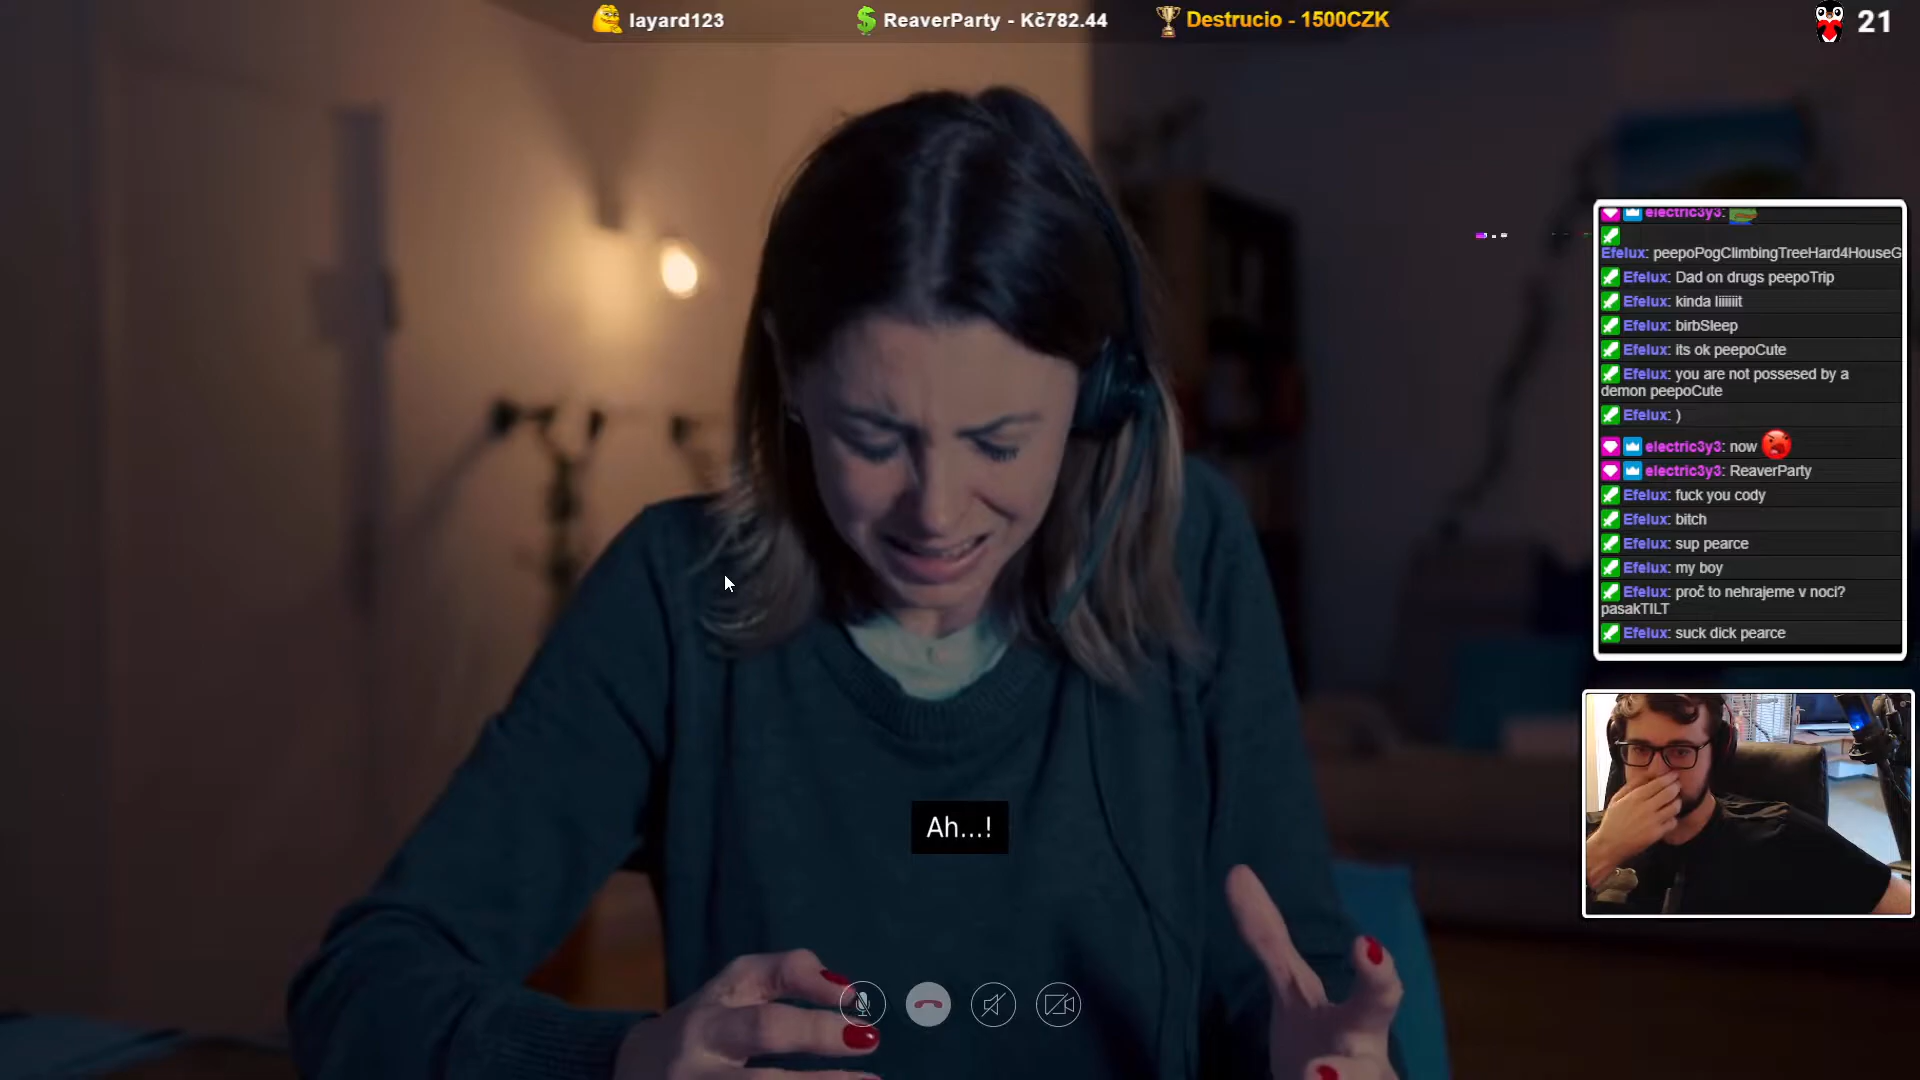 layard123
ReaverParty - Kč782.44
Destrucio - 1500CZK
21
electric3y3:
Efelux: peepoPogClimbingTreeHard4HouseG
Efelux: Dad on drugs peepoTrip
Efelux: kinda liiiiiit
Efelux: birbSleep
Efelux: its ok peepoCute
Efelux: you are not possesed by a
demon peepoCute
Efelux: )
electric3y3: now
electric3y3: ReaverParty
Efelux: fuck you cody
Efelux: bitch
Efelux: sup pearce
Efelux: my boy
Efelux: proč to nehrajeme v noci?
pasakTILT
Efelux: suck dick pearce
Ah...!